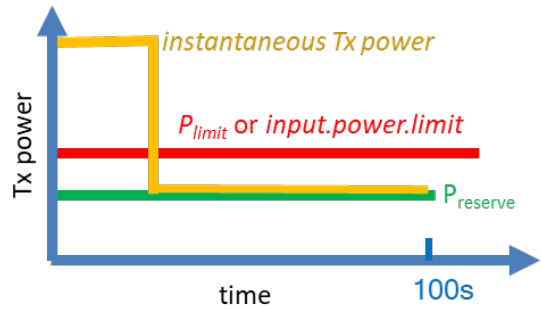 instantaneous Tx power
Plimit or input.power.limit
Tx power
Preserve
time
100s